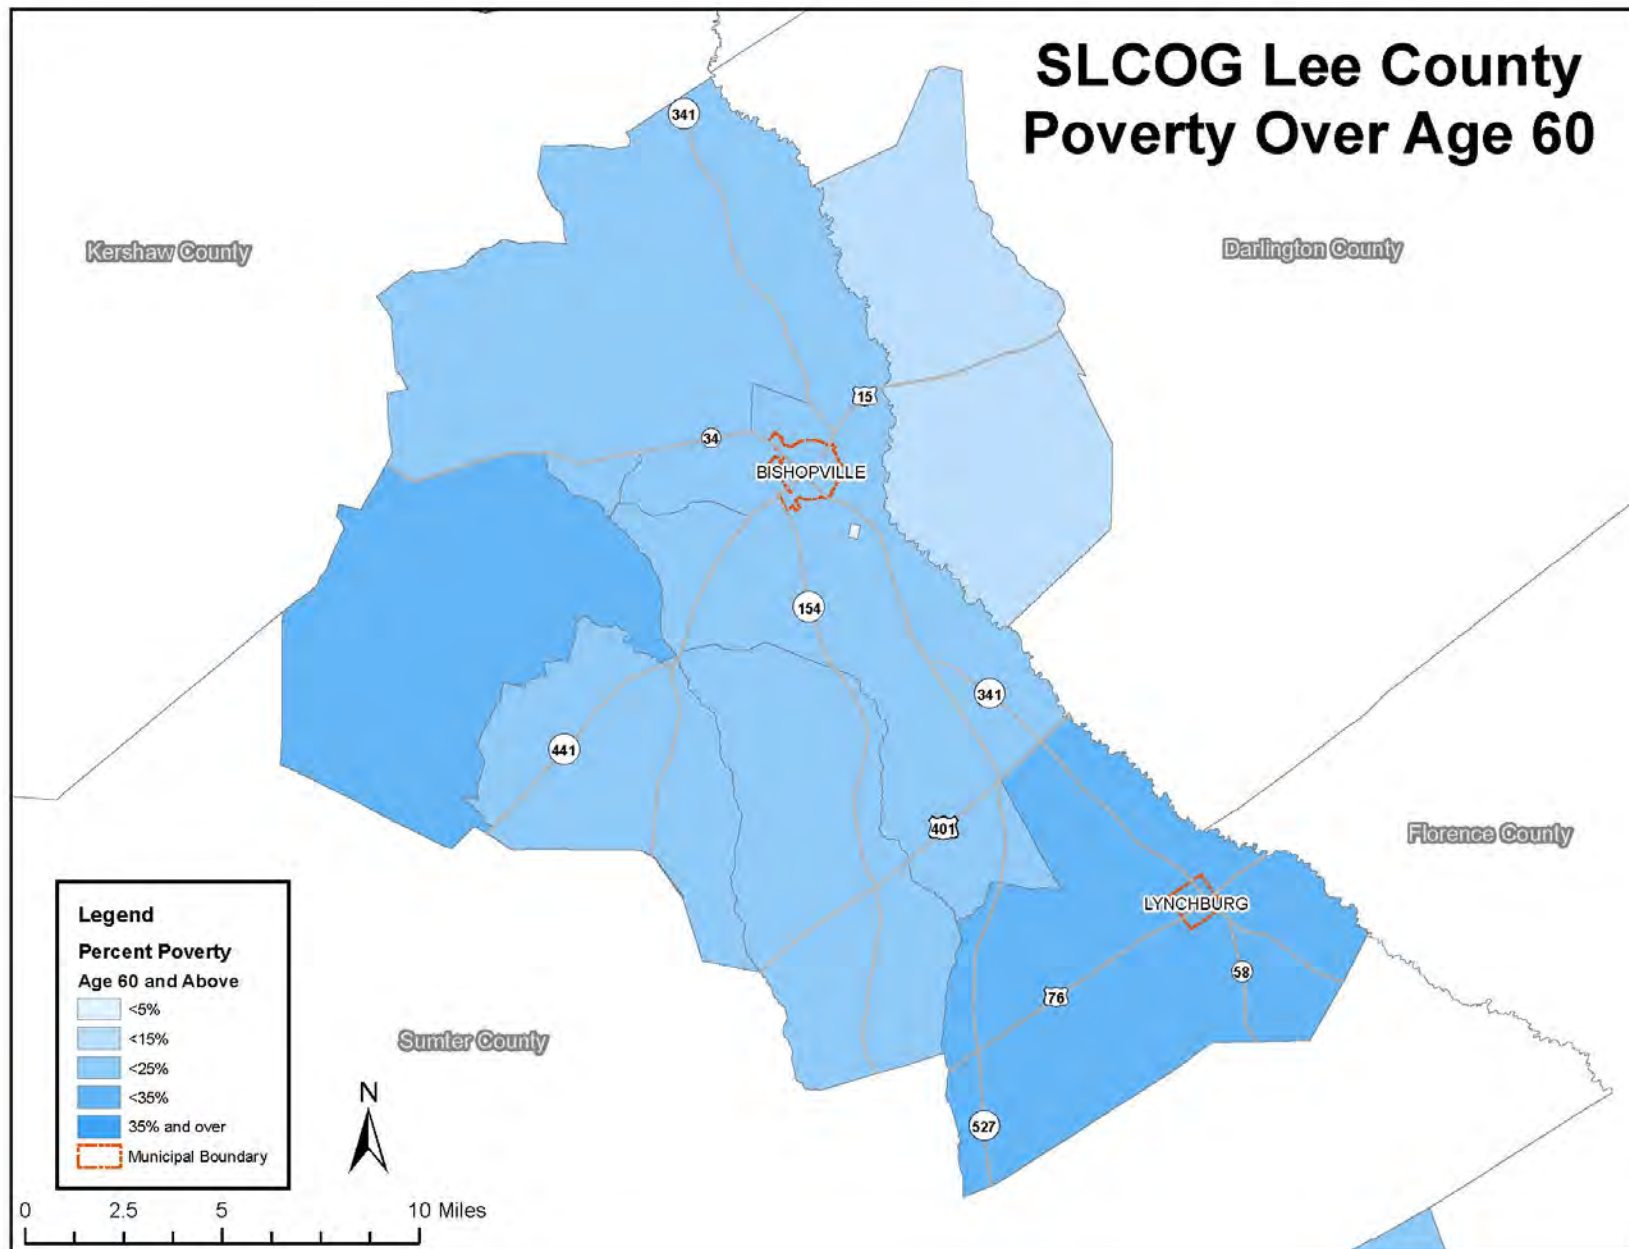 SLCOG Lee County
Poverty Over Age 60
341
Kershaw County
Darlington County
15
34
BISHOPVILLE
154
341
441
401
Florence County
LYNCHBURG
58
76
Sumter County
527
Legend
Percent Poverty
Age 60 and Above
<5%
<15%
<25%
<35%
35% and over
Municipal Boundary
N
0 2.5 5 10 Miles